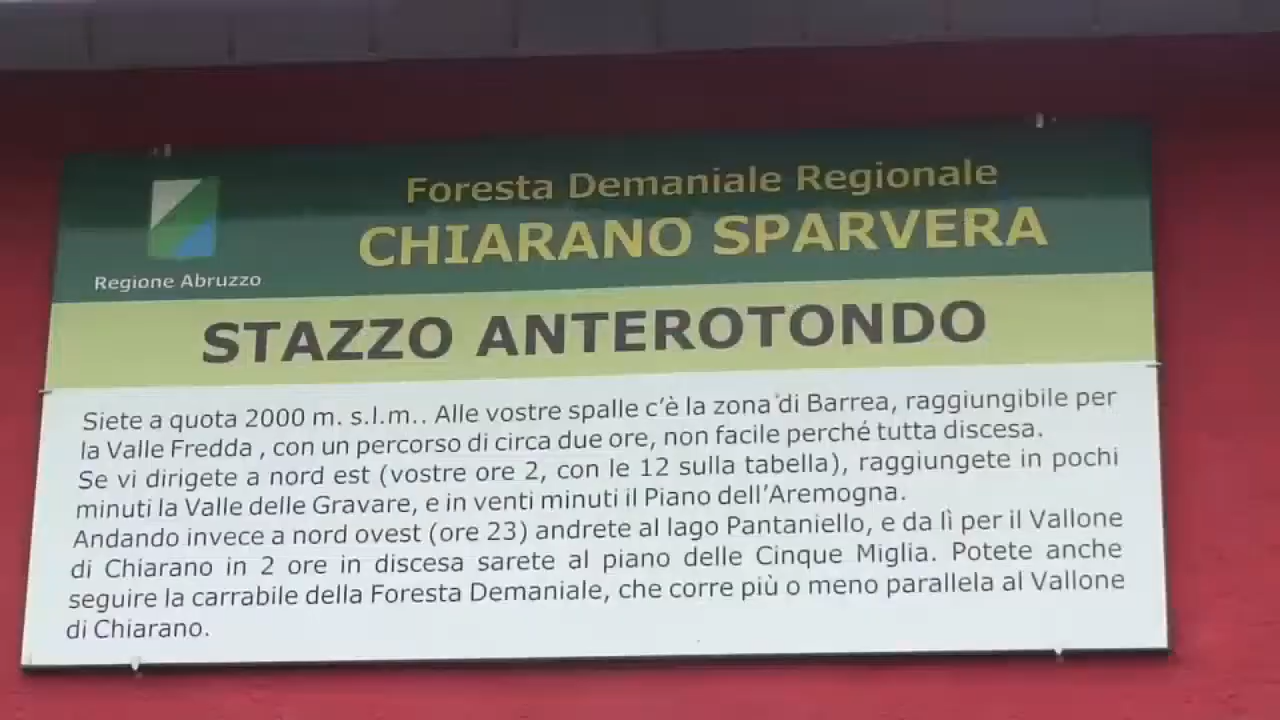 Foresta Demaniale Regionale
CHIARANO SPARVERA
Regione Abruzzo
STAZZO ANTEROTONDO
Siete a quota 2000 m. s.l.m.. Alle vostre spalle c'è la zona di Barrea, raggiungibile per
la Valle Fredda , con un percorso di circa due ore, non facile perché tutta discesa.
Se vi dirigete a nord est (vostre ore 2, con le 12 sulla tabella), raggiungete in pochi
minuti la Valle delle Gravare, e in venti minuti il Piano dell'Aremogna.
Andando invece a nord ovest (ore 23) andrete al lago Pantaniello, e da lì per il Vallone
di Chiarano in 2 ore in discesa sarete al piano delle Cinque Miglia. Potete anche
seguire la carrabile della Foresta Demaniale, che corre più o meno parallela al Vallone
di Chiarano.